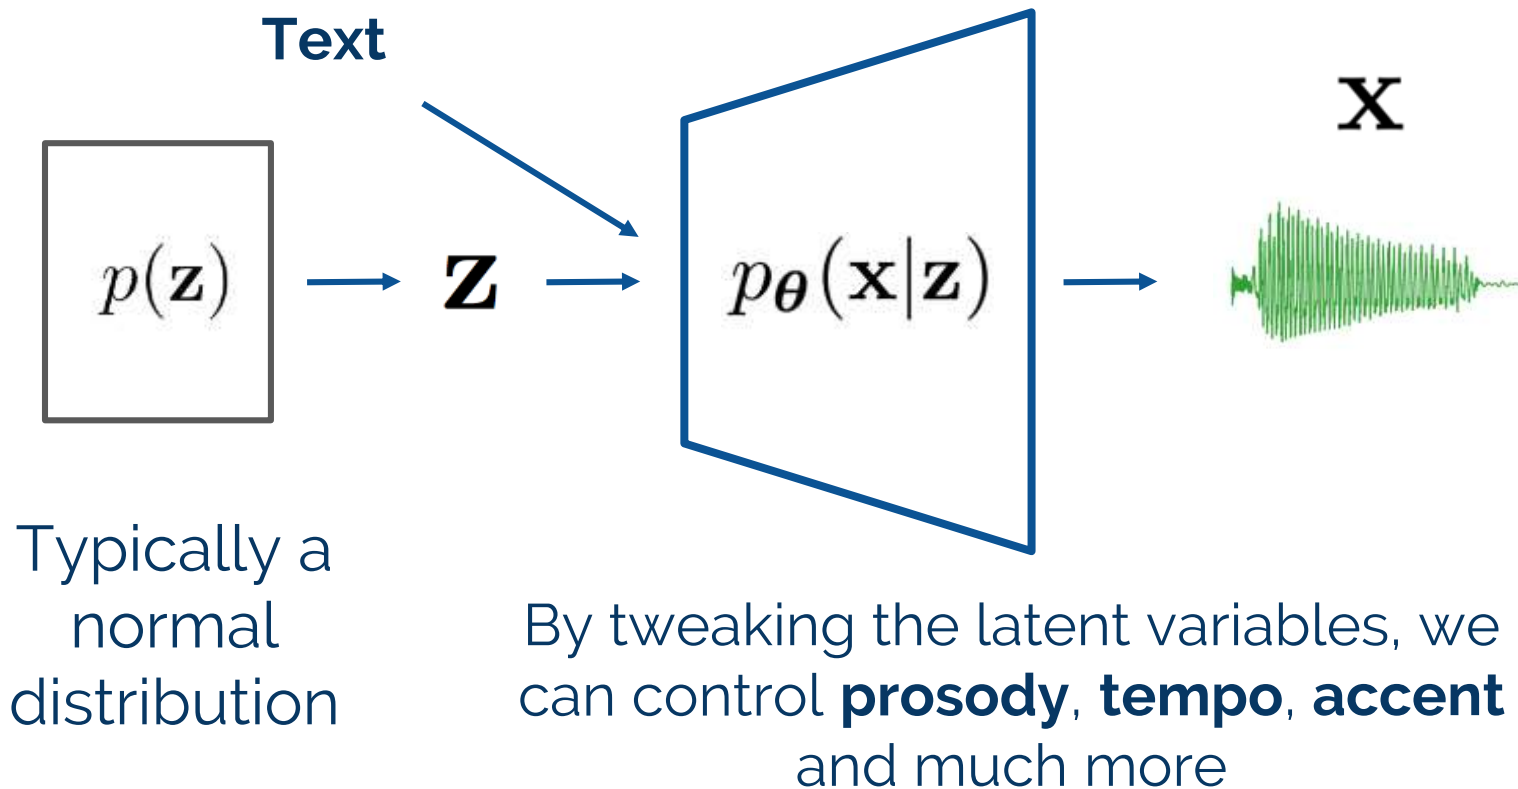 Text
x
p(z)
z
pθ(x|z)
Typically a
normal
distribution
By tweaking the latent variables, we
can control prosody, tempo, accent
and much more